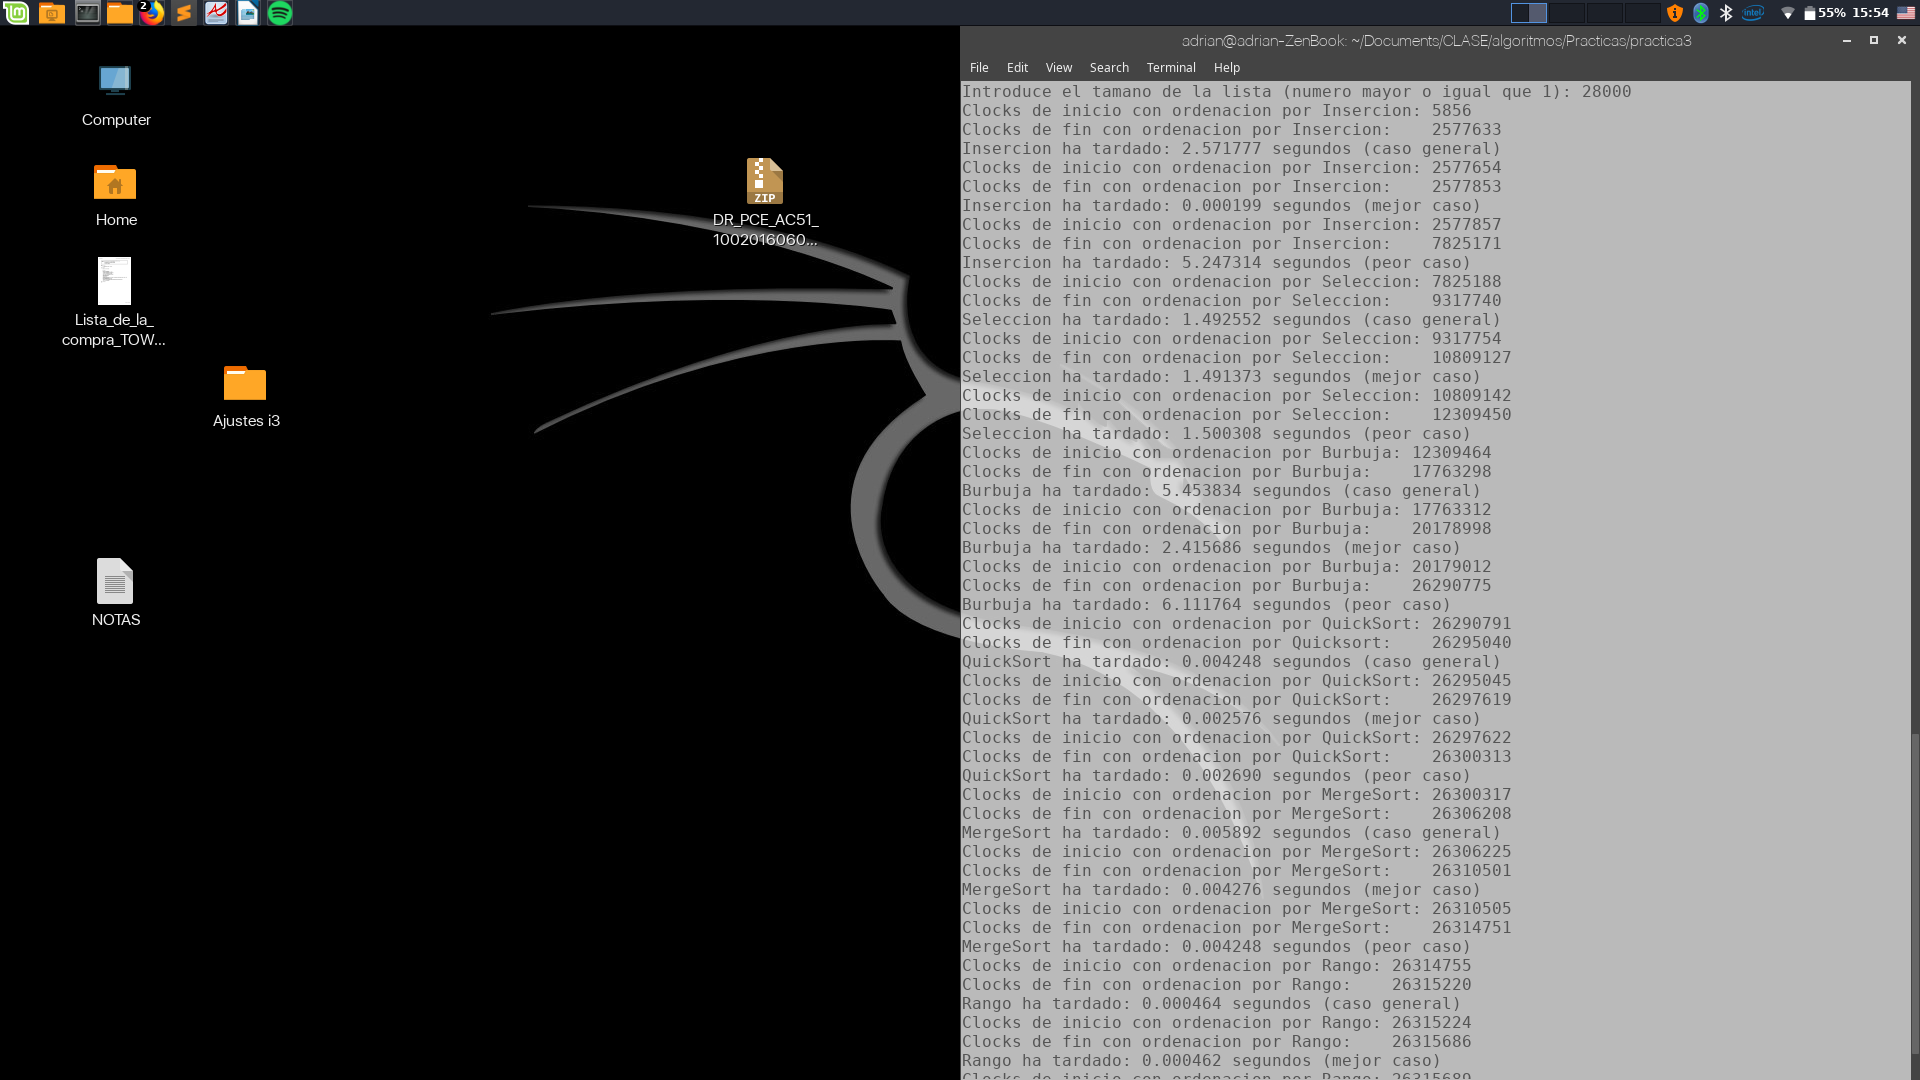 2
55% 15:54
Computer
Home
Lista_de_la_
compra_TOW...
Ajustes i3
NOTAS
ZIP
DR_PCE_AC51_
1002016060...
adrian@adrian-ZenBook: ~/Documents/CLASE/algoritmos/Practicas/practica3
File Edit View Search Terminal Help
Introduce el tamano de la lista (numero mayor o igual que 1): 28000
Clocks de inicio con ordenacion por Insercion: 5856
Clocks de fin con ordenacion por Insercion:    2577633
Insercion ha tardado: 2.571777 segundos (caso general)
Clocks de inicio con ordenacion por Insercion: 2577654
Clocks de fin con ordenacion por Insercion:    2577853
Insercion ha tardado: 0.000199 segundos (mejor caso)
Clocks de inicio con ordenacion por Insercion: 2577857
Clocks de fin con ordenacion por Insercion:    7825171
Insercion ha tardado: 5.247314 segundos (peor caso)
Clocks de inicio con ordenacion por Seleccion: 7825188
Clocks de fin con ordenacion por Seleccion:    9317740
Seleccion ha tardado: 1.492552 segundos (caso general)
Clocks de inicio con ordenacion por Seleccion: 9317754
Clocks de fin con ordenacion por Seleccion:    10809127
Seleccion ha tardado: 1.491373 segundos (mejor caso)
Clocks de inicio con ordenacion por Seleccion: 10809142
Clocks de fin con ordenacion por Seleccion:    12309450
Seleccion ha tardado: 1.500308 segundos (peor caso)
Clocks de inicio con ordenacion por Burbuja: 12309464
Clocks de fin con ordenacion por Burbuja:    17763298
Burbuja ha tardado: 5.453834 segundos (caso general)
Clocks de inicio con ordenacion por Burbuja: 17763312
Clocks de fin con ordenacion por Burbuja:    20178998
Burbuja ha tardado: 2.415686 segundos (mejor caso)
Clocks de inicio con ordenacion por Burbuja: 20179012
Clocks de fin con ordenacion por Burbuja:    26290775
Burbuja ha tardado: 6.111764 segundos (peor caso)
Clocks de inicio con ordenacion por QuickSort: 26290791
Clocks de fin con ordenacion por Quicksort:    26295040
QuickSort ha tardado: 0.004248 segundos (caso general)
Clocks de inicio con ordenacion por QuickSort: 26295045
Clocks de fin con ordenacion por QuickSort:    26297619
QuickSort ha tardado: 0.002576 segundos (mejor caso)
Clocks de inicio con ordenacion por QuickSort: 26297622
Clocks de fin con ordenacion por QuickSort:    26300313
QuickSort ha tardado: 0.002690 segundos (peor caso)
Clocks de inicio con ordenacion por MergeSort: 26300317
Clocks de fin con ordenacion por MergeSort:    26306208
MergeSort ha tardado: 0.005892 segundos (caso general)
Clocks de inicio con ordenacion por MergeSort: 26306225
Clocks de fin con ordenacion por MergeSort:    26310501
MergeSort ha tardado: 0.004276 segundos (mejor caso)
Clocks de inicio con ordenacion por MergeSort: 26310505
Clocks de fin con ordenacion por MergeSort:    26314751
MergeSort ha tardado: 0.004248 segundos (peor caso)
Clocks de inicio con ordenacion por Rango: 26314755
Clocks de fin con ordenacion por Rango:    26315220
Rango ha tardado: 0.000464 segundos (caso general)
Clocks de inicio con ordenacion por Rango: 26315224
Clocks de fin con ordenacion por Rango:    26315686
Rango ha tardado: 0.000462 segundos (mejor caso)
Clocks de inicio con ordenacion por Rango: 26315689